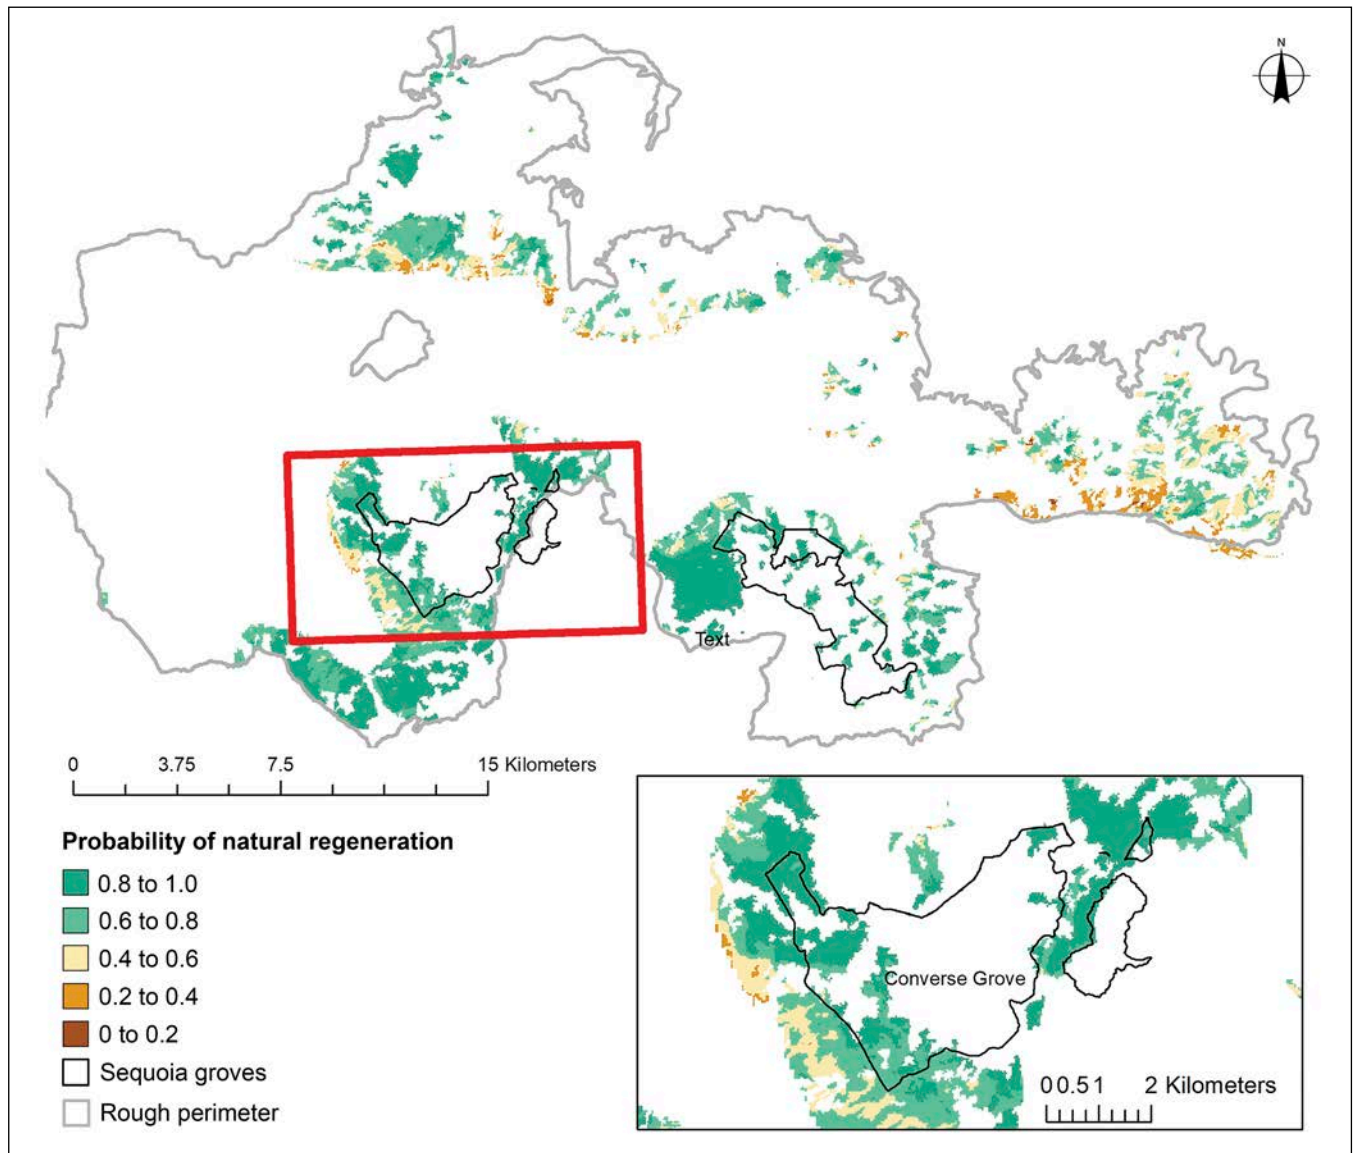 N
Text
0 3.75 7.5 15 Kilometers
Probability of natural regeneration
0.8 to 1.0
0.6 to 0.8
0.4 to 0.6
0.2 to 0.4
0 to 0.2
Sequoia groves
Rough perimeter
Converse Grove
0 0.5 1 2 Kilometers